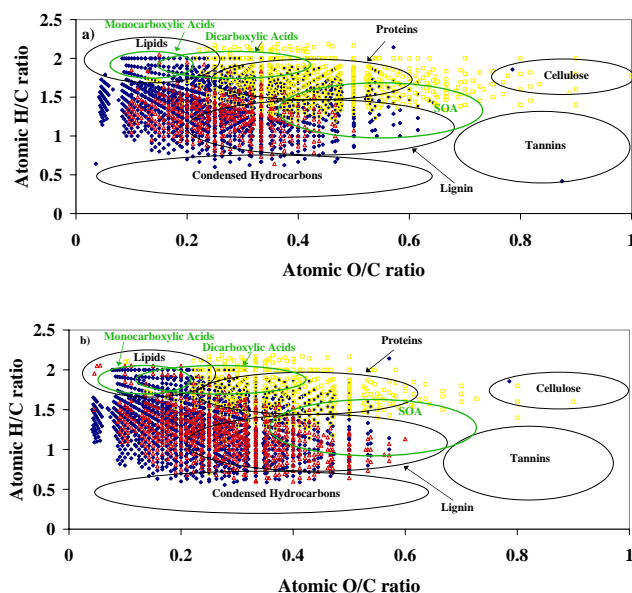 a)
Monocarboxylic Acids
Lipids
Dicarboxylic Acids
Proteins
Cellulose
SOA
Tannins
Condensed Hydrocarbons
Lignin
Atomic H/C ratio
2.5
2
1.5
1
0.5
0
0 0.2 0.4 0.6 0.8 1
Atomic O/C ratio
b)
Monocarboxylic Acids
Lipids
Dicarboxylic Acids
Proteins
Cellulose
SOA
Tannins
Condensed Hydrocarbons
Lignin
Atomic H/C ratio
2.5
2
1.5
1
0.5
0
0 0.2 0.4 0.6 0.8 1
Atomic O/C ratio